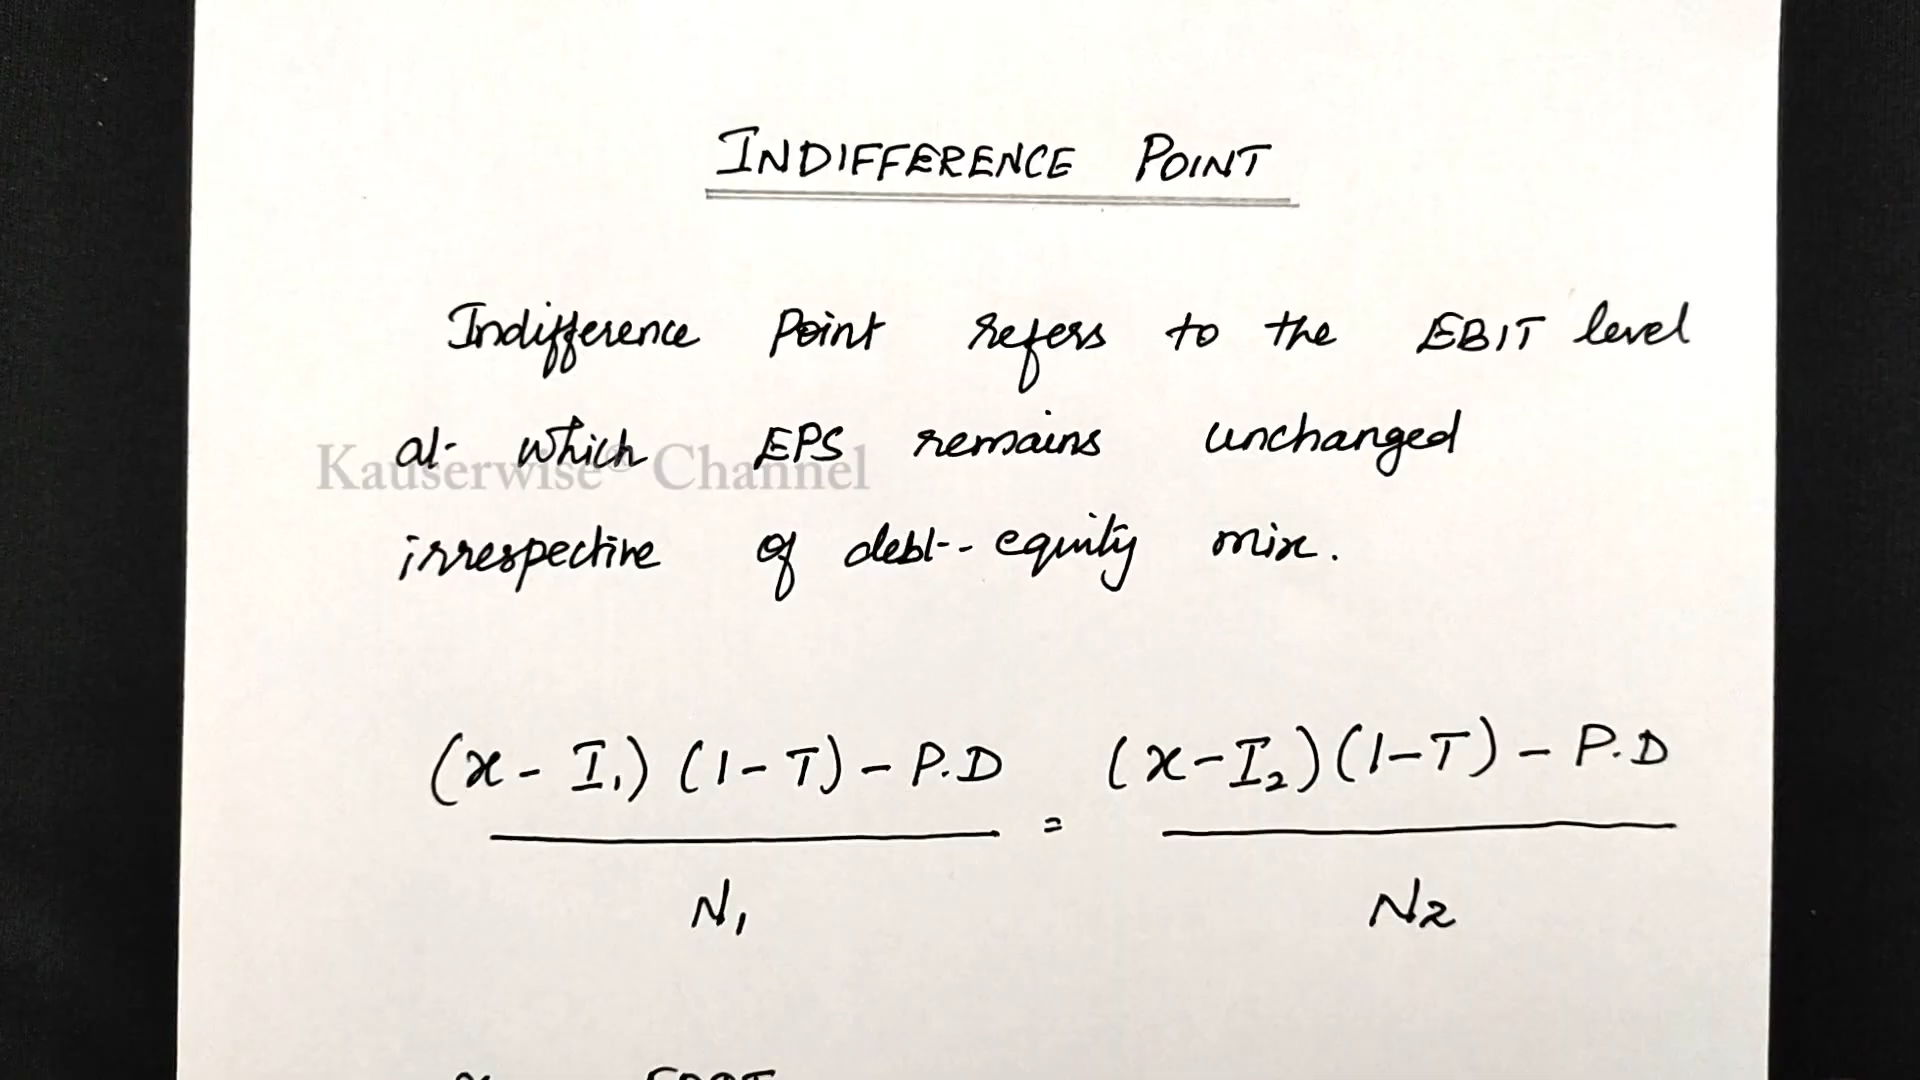 INDIFFERENCE POINT
Indifference Point refers to the EBIT level
at which EPS remains unchanged
Kauserwise® Channel
irrespective of debt-equity mix.
(x - I₁) (1 - T) - P.D = (x - I₂) (1 - T) - P.D
N₁ N₂